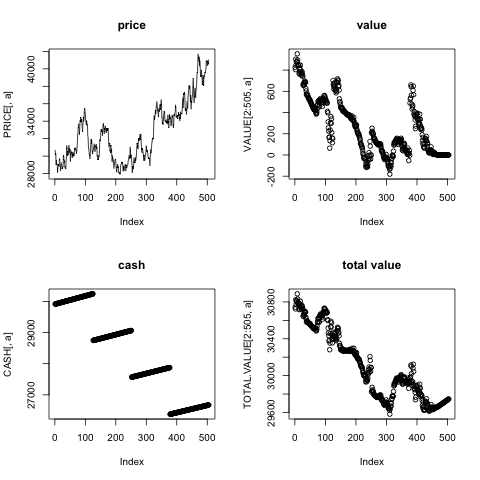 price
PRICE[, a]
28000 34000 40000
0 100 200 300 400 500
Index
value
VALUE[2:505, a]
-200 0 200 600
0 100 200 300 400 500
Index
cash
CASH[, a]
27000 29000
0 100 200 300 400 500
Index
total value
TOTAL.VALUE[2:505, a]
29600 30000 30400 30800
0 100 200 300 400 500
Index